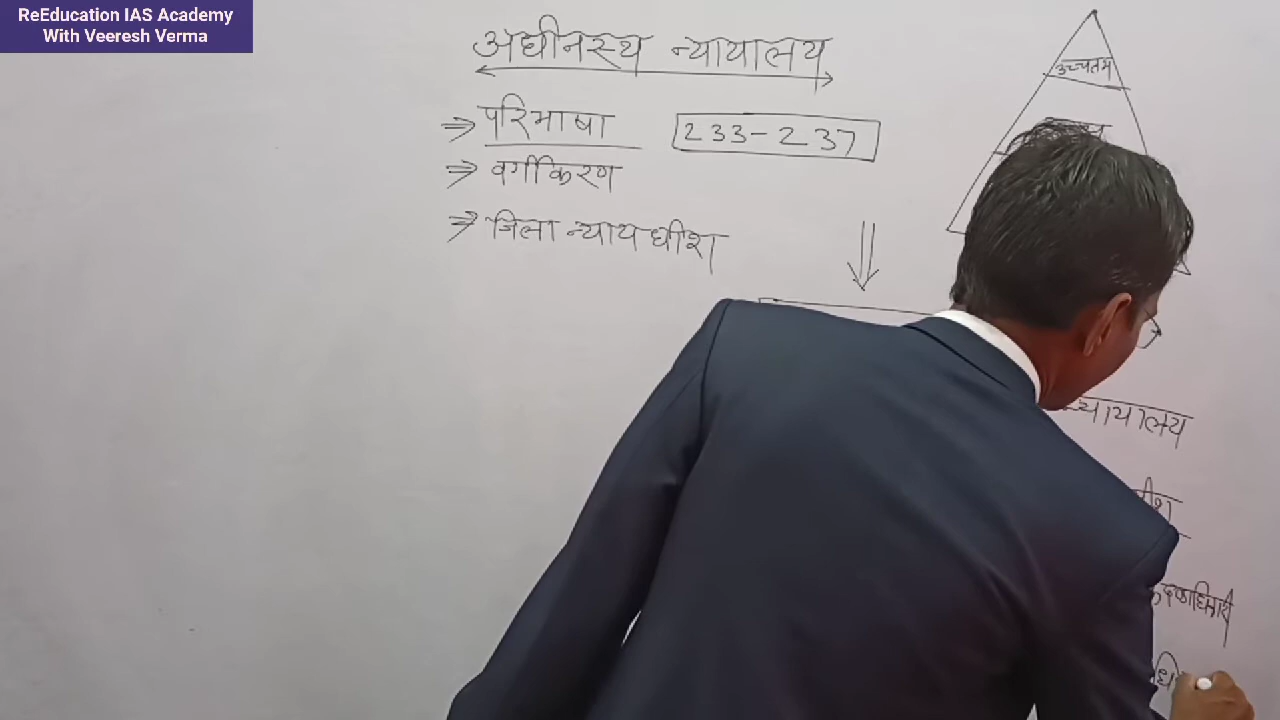 ReEducation IAS Academy
With Veeresh Verma
अधीनस्थ न्यायालय
⇒ परिभाषा 233-237
⇒ वर्गीकरण
⇒ जिला न्यायधीश
उच्चतम
न्यायालय